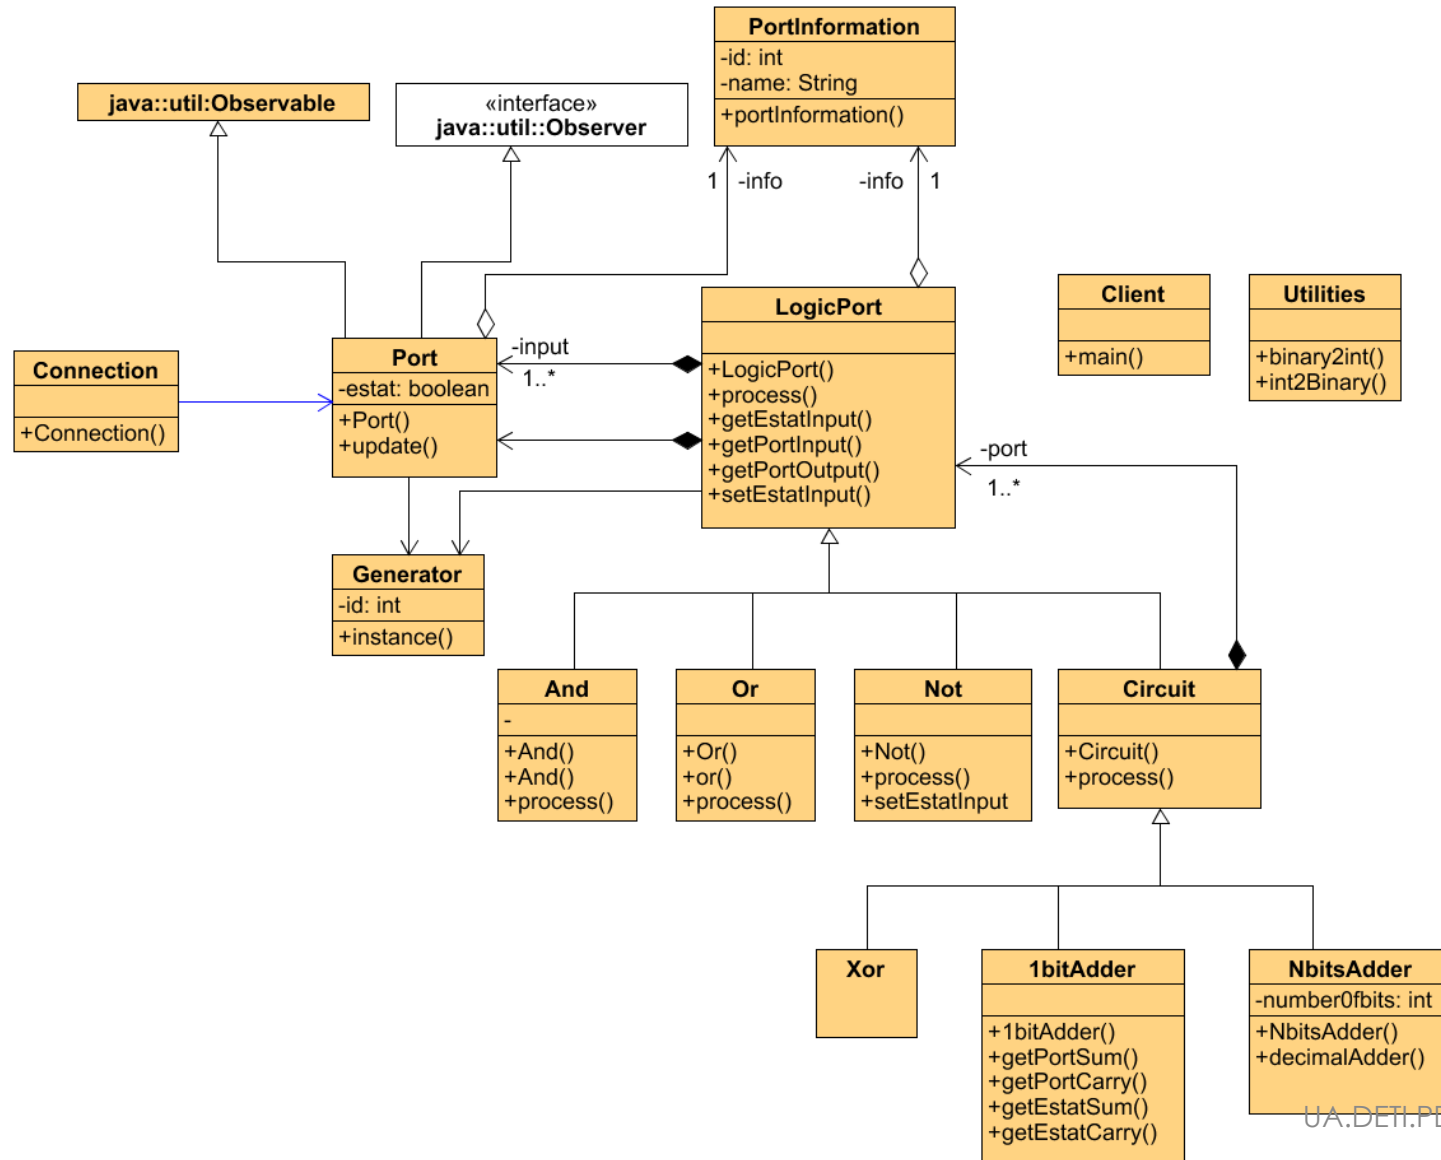 PortInformation
-id: int
-name: String
+portInformation()
java::util:Observable
«interface»
java::util::Observer
1
-info
-info
1
Client
+main()
Utilities
+binary2int()
+int2Binary()
LogicPort
+LogicPort()
+process()
+getEstatInput()
+getPortInput()
+getPortOutput()
+setEstatInput()
-input
1..*
Port
-estat: boolean
+Port()
+update()
Connection
+Connection()
-port
1..*
Generator
-id: int
+instance()
And
-
+And()
+And()
+process()
Or
+Or()
+or()
+process()
Not
+Not()
+process()
+setEstatInput
Circuit
+Circuit()
+process()
Xor
1bitAdder
+1bitAdder()
+getPortSum()
+getPortCarry()
+getEstatSum()
+getEstatCarry()
NbitsAdder
-number0fbits: int
+NbitsAdder()
+decimalAdder()